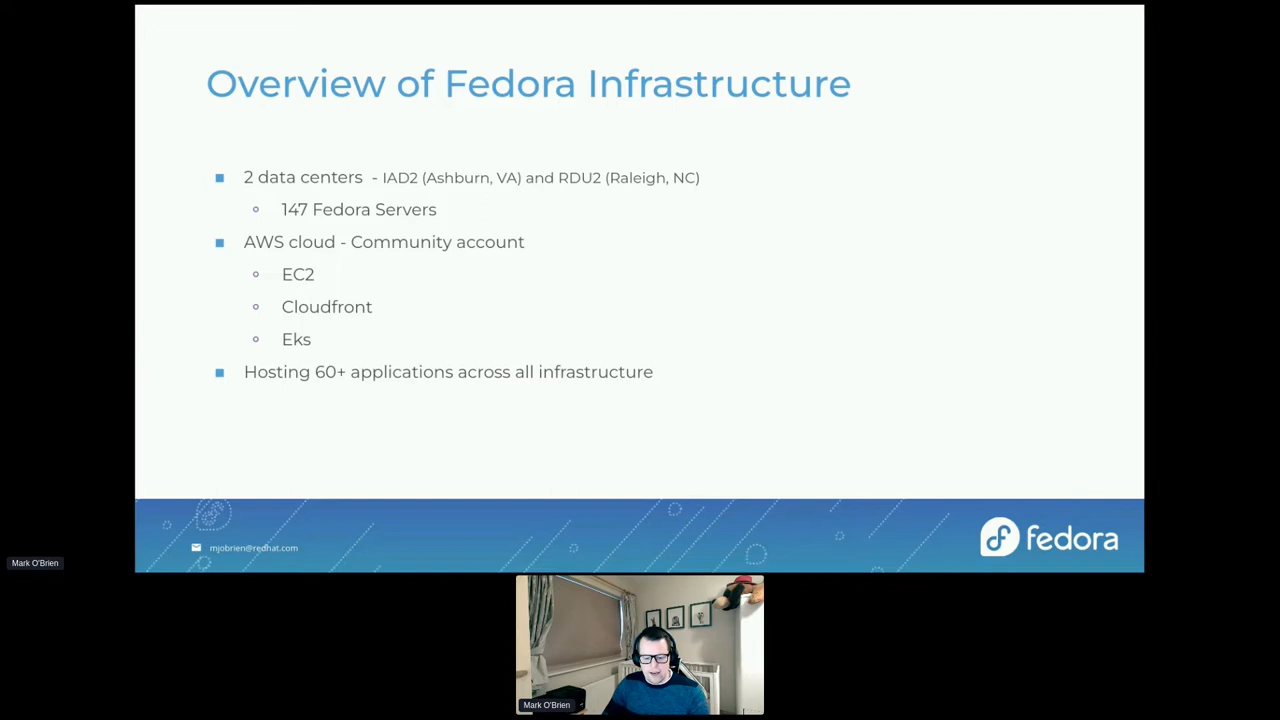 Overview of Fedora Infrastructure
2 data centers - IAD2 (Ashburn, VA) and RDU2 (Raleigh, NC)
147 Fedora Servers
AWS cloud - Community account
EC2
Cloudfront
Eks
Hosting 60+ applications across all infrastructure
mjobrien@redhat.com
fedora
Mark O'Brien
Mark O'Brien